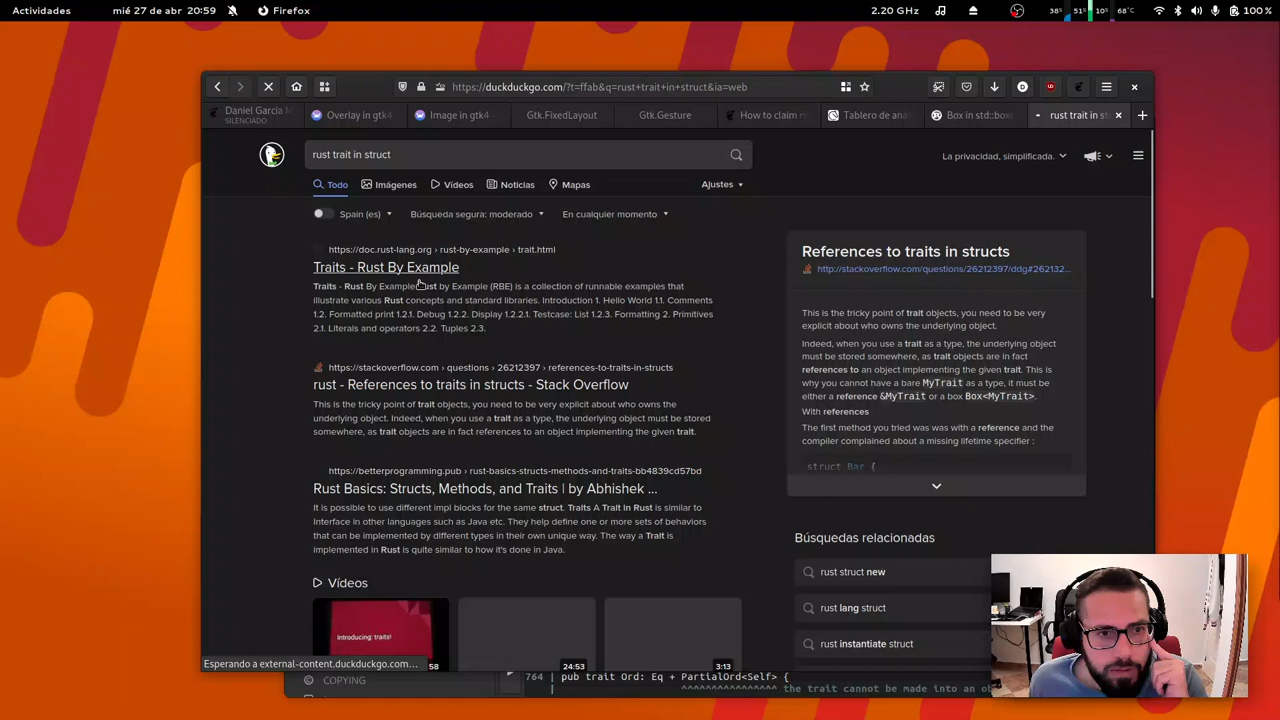 Actividades
mié 27 de abr 20:59
Firefox
2.20 GHz
38%
51%
10%
68°C
100 %
https://duckduckgo.com/?t=ffab&q=rust+trait+in+struct&ia=web
Daniel Garcia M
SILENCIADO
Overlay in gtk4
Image in gtk4 -
Gtk.FixedLayout
Gtk.Gesture
How to claim ri
Tablero de aná
Box in std::box
rust trait in st
rust trait in struct
La privacidad, simplificada.
Todo
Imágenes
Vídeos
Noticias
Mapas
Ajustes
Spain (es)
Búsqueda segura: moderado
En cualquier momento
https://doc.rust-lang.org › rust-by-example › trait.html
Traits - Rust By Example
Traits - Rust By Example Rust by Example (RBE) is a collection of runnable examples that
illustrate various Rust concepts and standard libraries. Introduction 1. Hello World 1.1. Comments
1.2. Formatted print 1.2.1. Debug 1.2.2. Display 1.2.2.1. Testcase: List 1.2.3. Formatting 2. Primitives
2.1. Literals and operators 2.2. Tuples 2.3.
https://stackoverflow.com › questions › 26212397 › references-to-traits-in-structs
rust - References to traits in structs - Stack Overflow
This is the tricky point of trait objects, you need to be very explicit about who owns the
underlying object. Indeed, when you use a trait as a type, the underlying object must be stored
somewhere, as trait objects are in fact references to an object implementing the given trait.
https://betterprogramming.pub › rust-basics-structs-methods-and-traits-bb4839cd57bd
Rust Basics: Structs, Methods, and Traits | by Abhishek ...
It is possible to use different impl blocks for the same struct. Traits A Trait in Rust is similar to
Interface in other languages such as Java etc. They help define one or more sets of behaviors
that can be implemented by different types in their own unique way. The way a Trait is
implemented in Rust is quite similar to how it's done in Java.
Vídeos
Introducing: traits!
58
24:53
3:13
References to traits in structs
http://stackoverflow.com/questions/26212397/ddg#262132...
This is the tricky point of trait objects, you need to be very
explicit about who owns the underlying object.
Indeed, when you use a trait as a type, the underlying object
must be stored somewhere, as trait objects are in fact
references to an object implementing the given trait. This is
why you cannot have a bare MyTrait as a type, it must be
either a reference &MyTrait or a box Box<MyTrait>.
With references
The first method you tried was with a reference and the
compiler complained about a missing lifetime specifier :
struct Bar {
Búsquedas relacionadas
rust struct new
rust lang struct
rust instantiate struct
Esperando a external-content.duckduckgo.com…
COPYING
764 | pub trait Ord: Eq + PartialOrd<Self> {
| ^^^^^^^^^^^^^^^^ the trait cannot be made into an ob